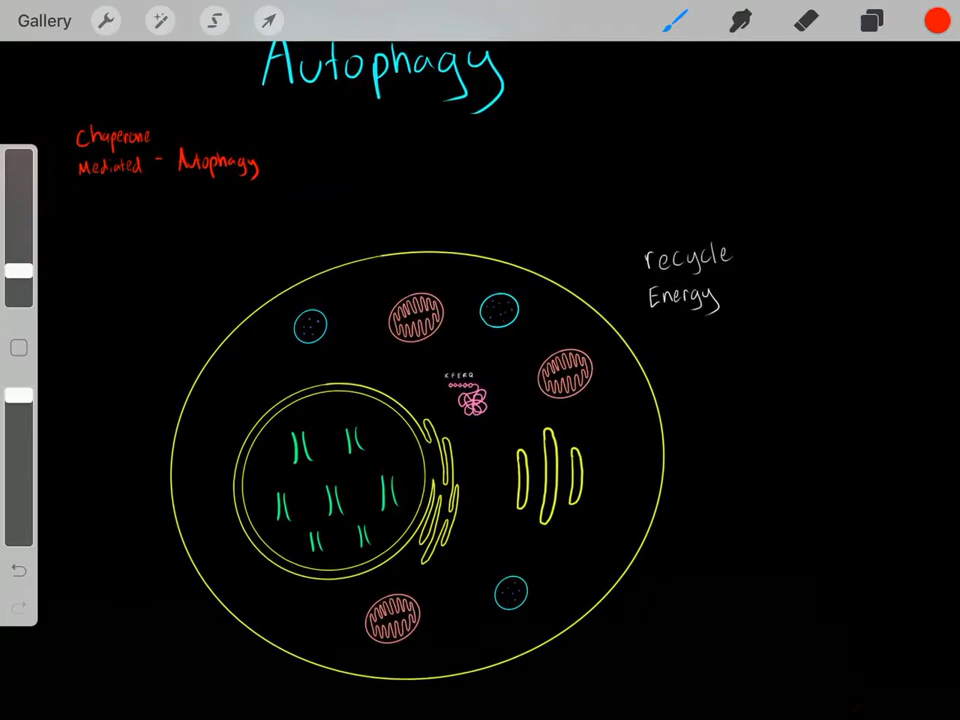 Gallery
Autophagy
Chaperone
Mediated - Autophagy
recycle
Energy
KFERQ